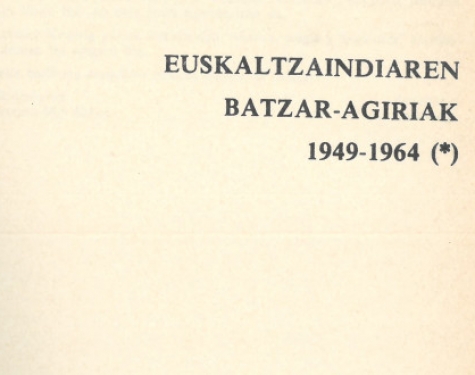 EUSKALTZAINDIAREN
BATZAR-AGIRIAK
1949-1964 (*)